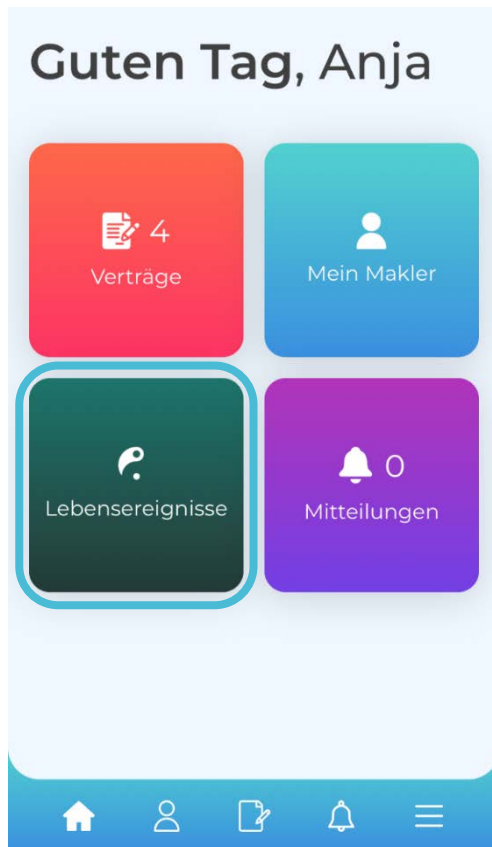 Guten Tag, Anja
4
Verträge
Mein Makler
Lebensereignisse
0
Mitteilungen